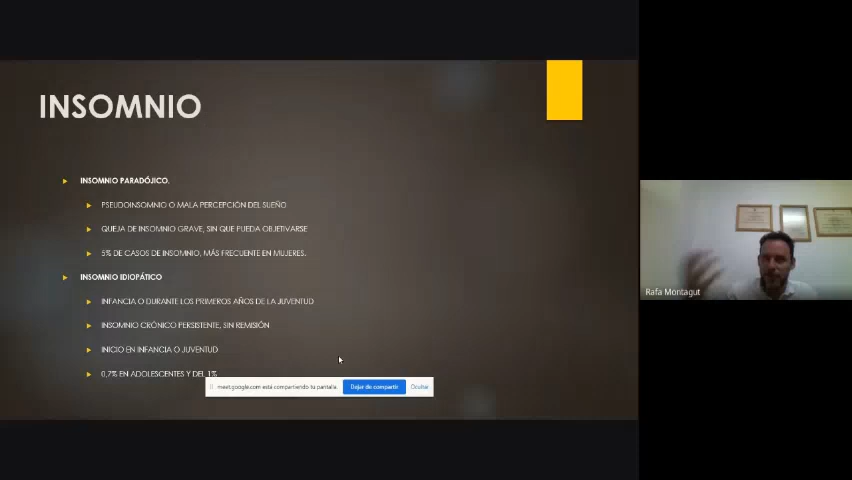 INSOMNIO
INSOMNIO PARADÓJICO.
PSEUDOINSOMNIO O MALA PERCEPCIÓN DEL SUEÑO
QUEJA DE INSOMNIO GRAVE, SIN QUE PUEDA OBJETIVARSE
5% DE CASOS DE INSOMNIO, MÁS FRECUENTE EN MUJERES.
INSOMNIO IDIOPÁTICO
INFANCIA O DURANTE LOS PRIMEROS AÑOS DE LA JUVENTUD
INSOMNIO CRÓNICO PERSISTENTE, SIN REMISIÓN
INICIO EN INFANCIA O JUVENTUD
0,7% EN ADOLESCENTES Y DEL 1%
meet.google.com está compartiendo tu pantalla. Dejar de compartir Ocultar
Rafa Montagut